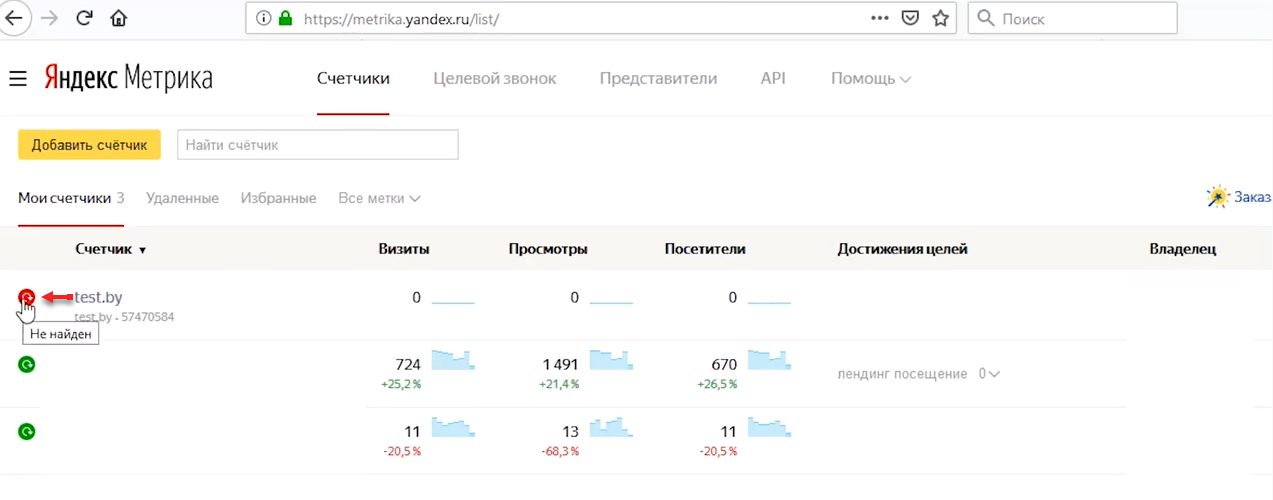 https://metrika.yandex.ru/list/ Поиск
Яндекс Метрика Счетчики Целевой звонок Представители API Помощь
Добавить счётчик Найти счётчик
Мои счетчики 3 Удаленные Избранные Все метки Заказ
Счетчик ▼ Визиты Просмотры Посетители Достижения целей Владелец
test.by 0 0 0
test.by • 57470584
Не найден
724 1 491 670
+25,2 % +21,4 % +26,5 %
лендинг посещение 0
11 13 11
-20,5 % -68,3 % -20,5 %